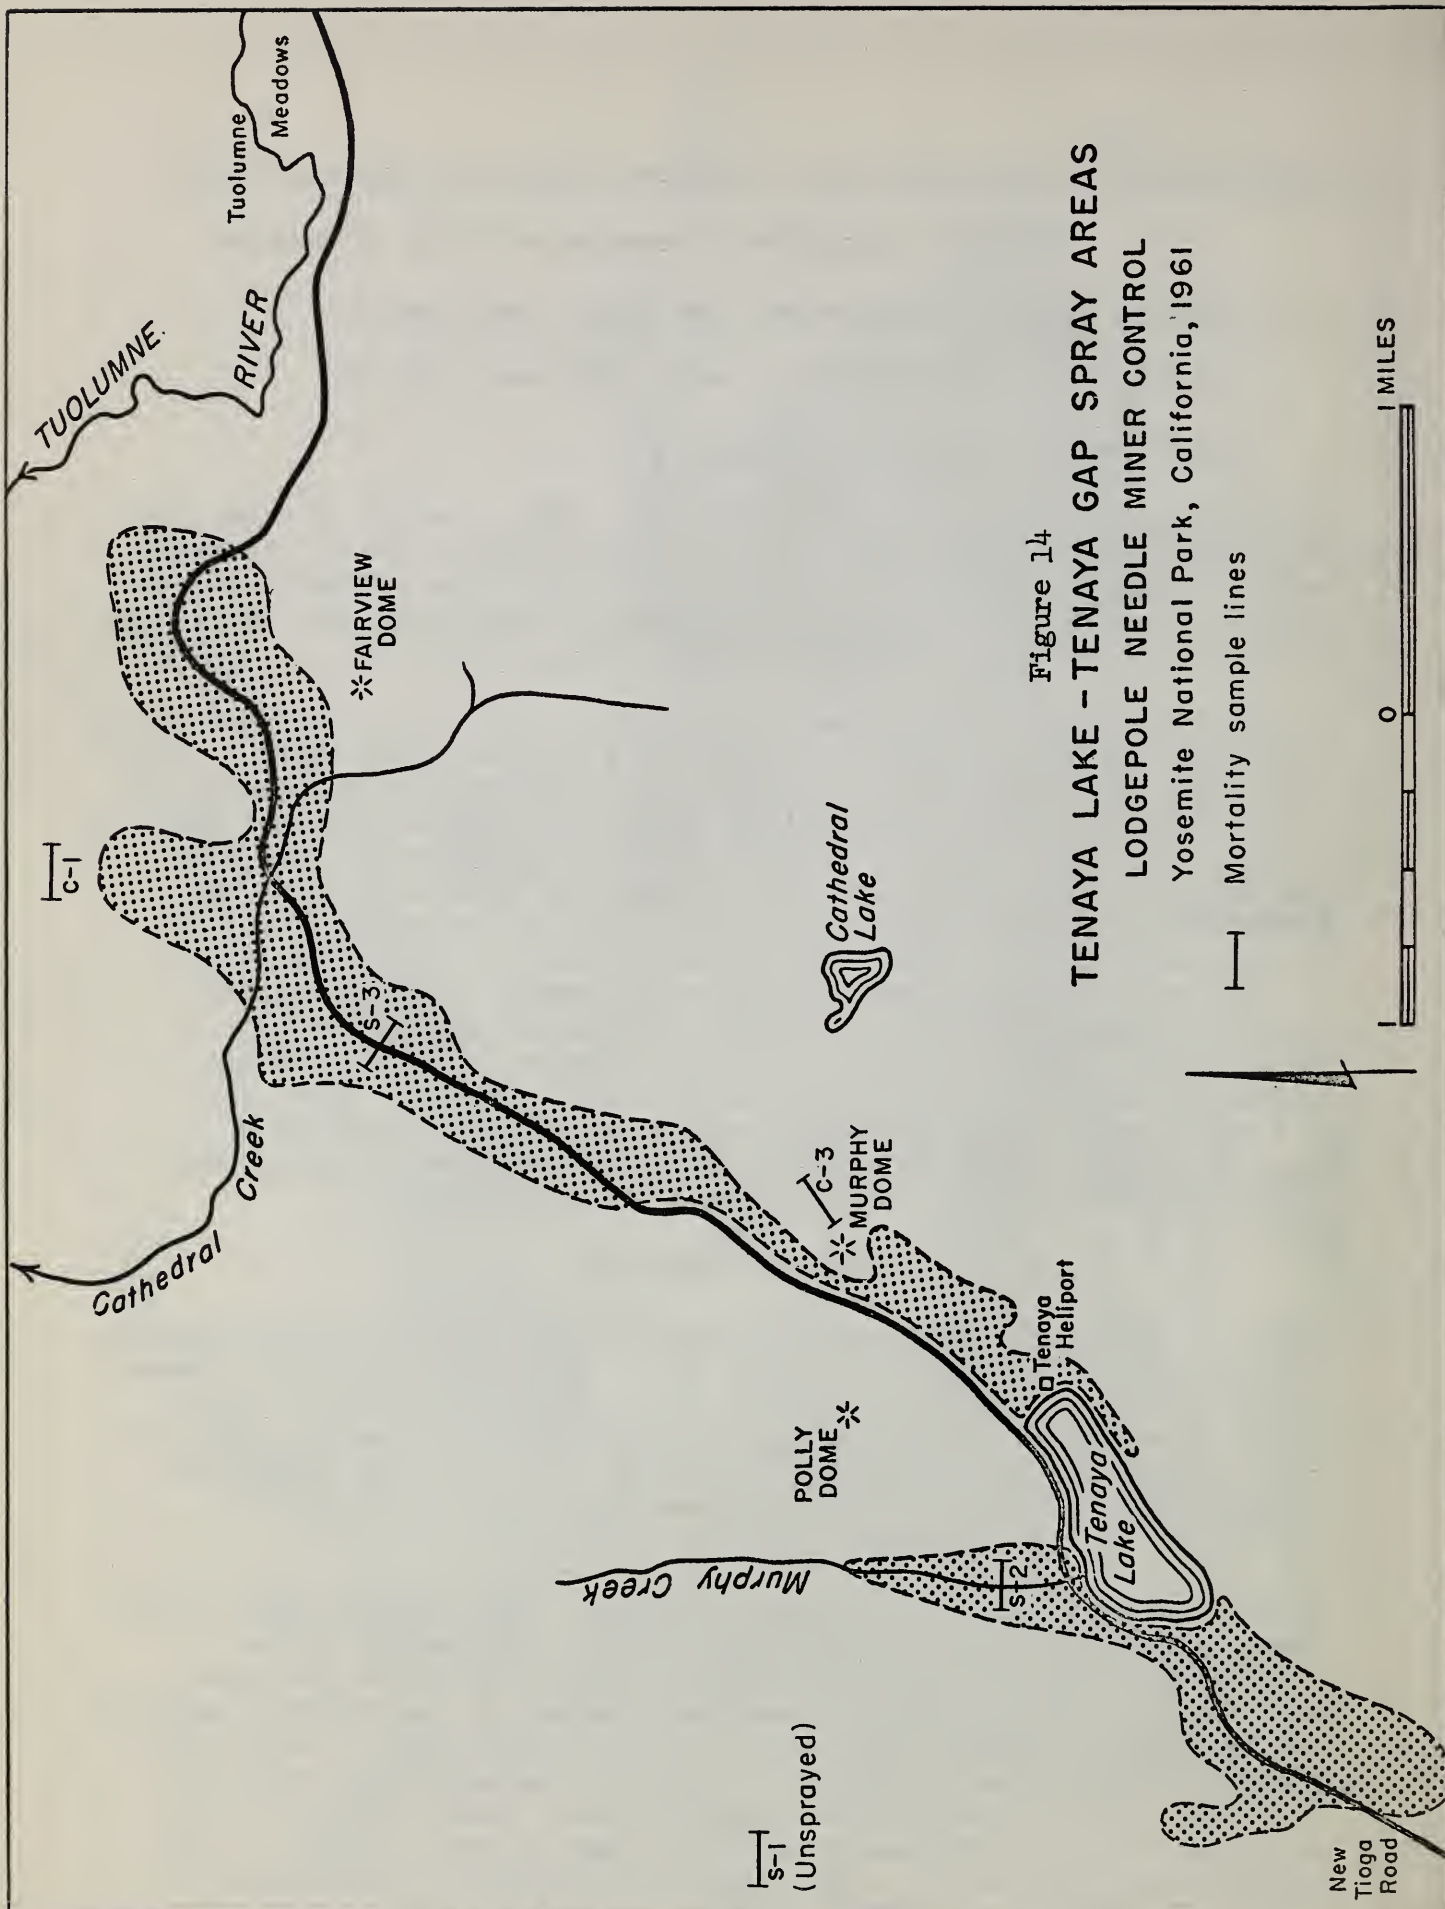 TUOLUMNE
RIVER
Tuolumne
Meadows
C-1
FAIRVIEW
DOME
S-3
Cathedral
Creek
Cathedral
Lake
C-3
MURPHY
DOME
POLLY
DOME
Murphy Creek
S-2
Tenaya
Heliport
Tenaya
Lake
S-1
(Unsprayed)
New
Tioga
Road
Figure 14
TENAYA LAKE - TENAYA GAP SPRAY AREAS
LODGEPOLE NEEDLE MINER CONTROL
Yosemite National Park, California, 1961
Mortality sample lines
1 0 1 MILES